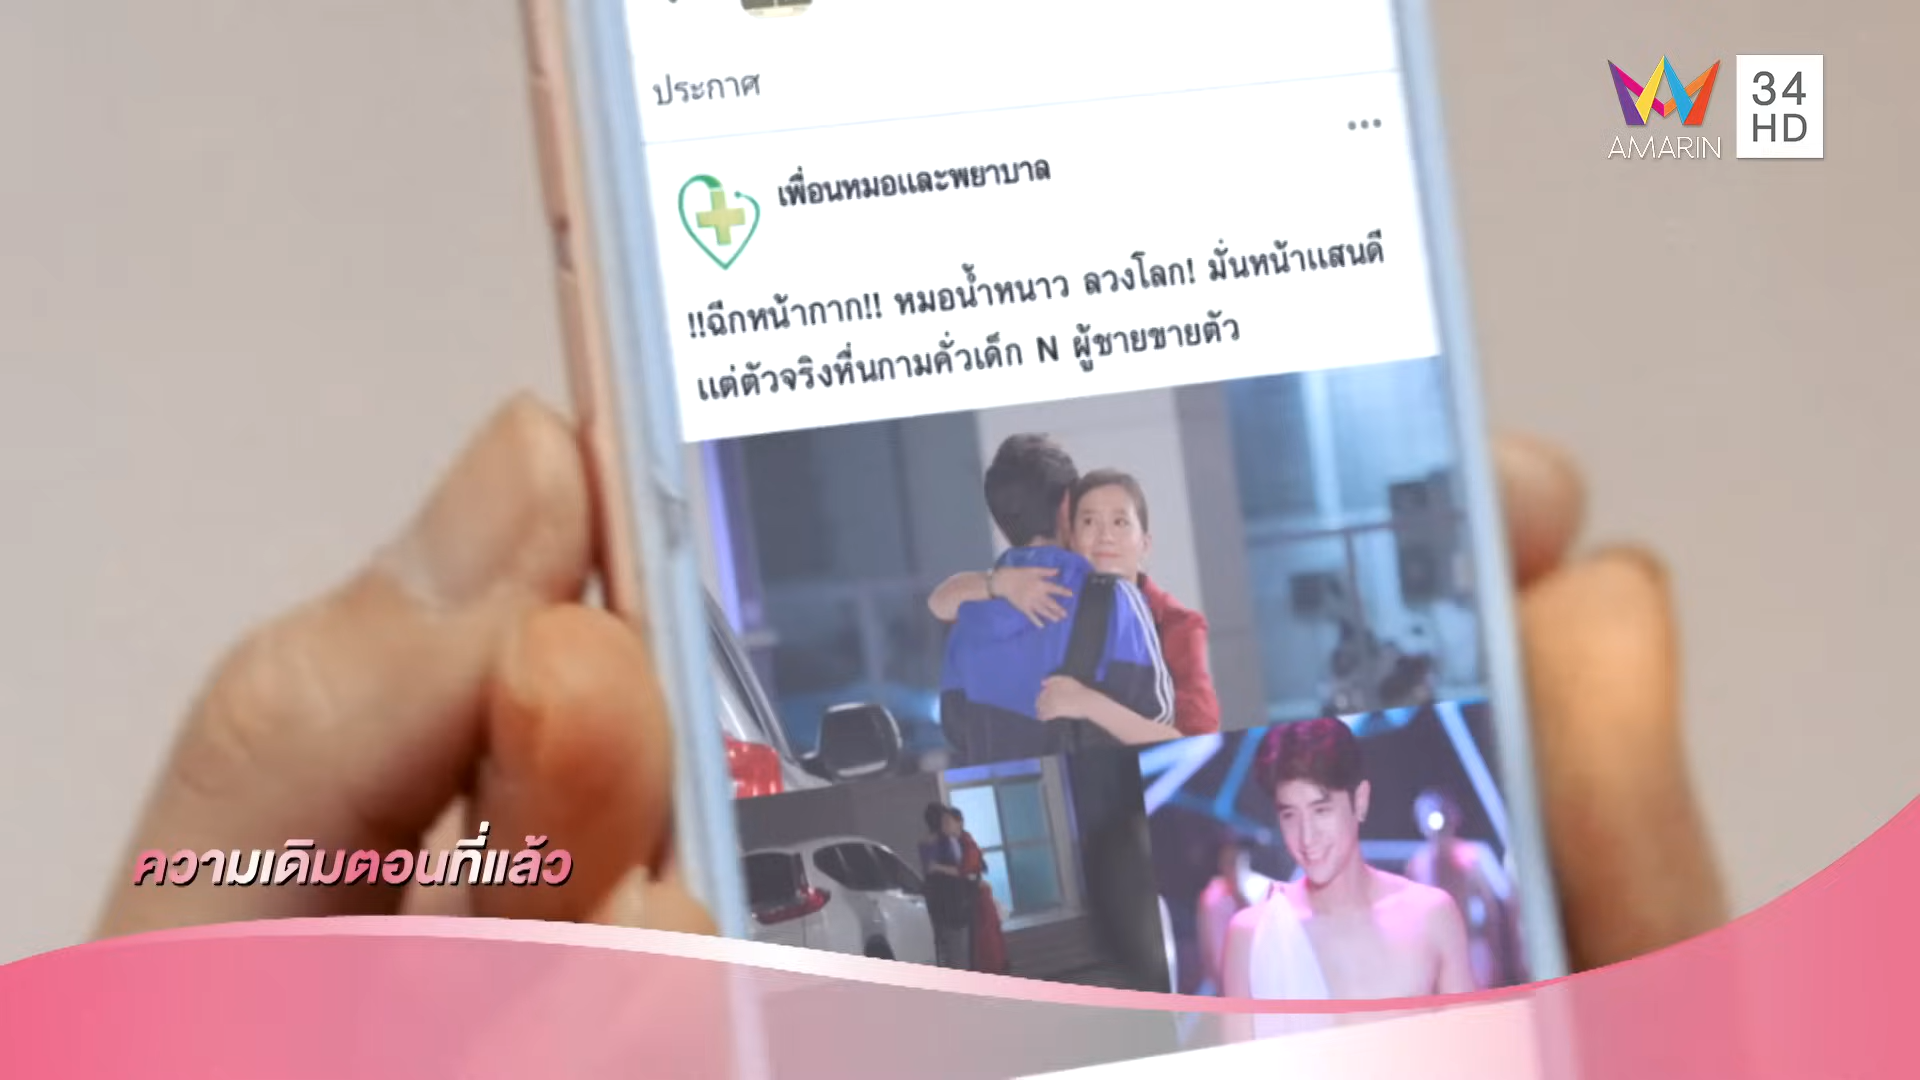 ประกาศ
AMARIN
34
HD
เพื่อนหมอและพยาบาล
!!ฉีกหน้ากาก!! หมอน้ำหนาว ลวงโลก! มั่นหน้าแสนดี
แต่ตัวจริงหื่นกามคั่วเด็ก N ผู้ชายขายตัว
ความเดิมตอนที่แล้ว